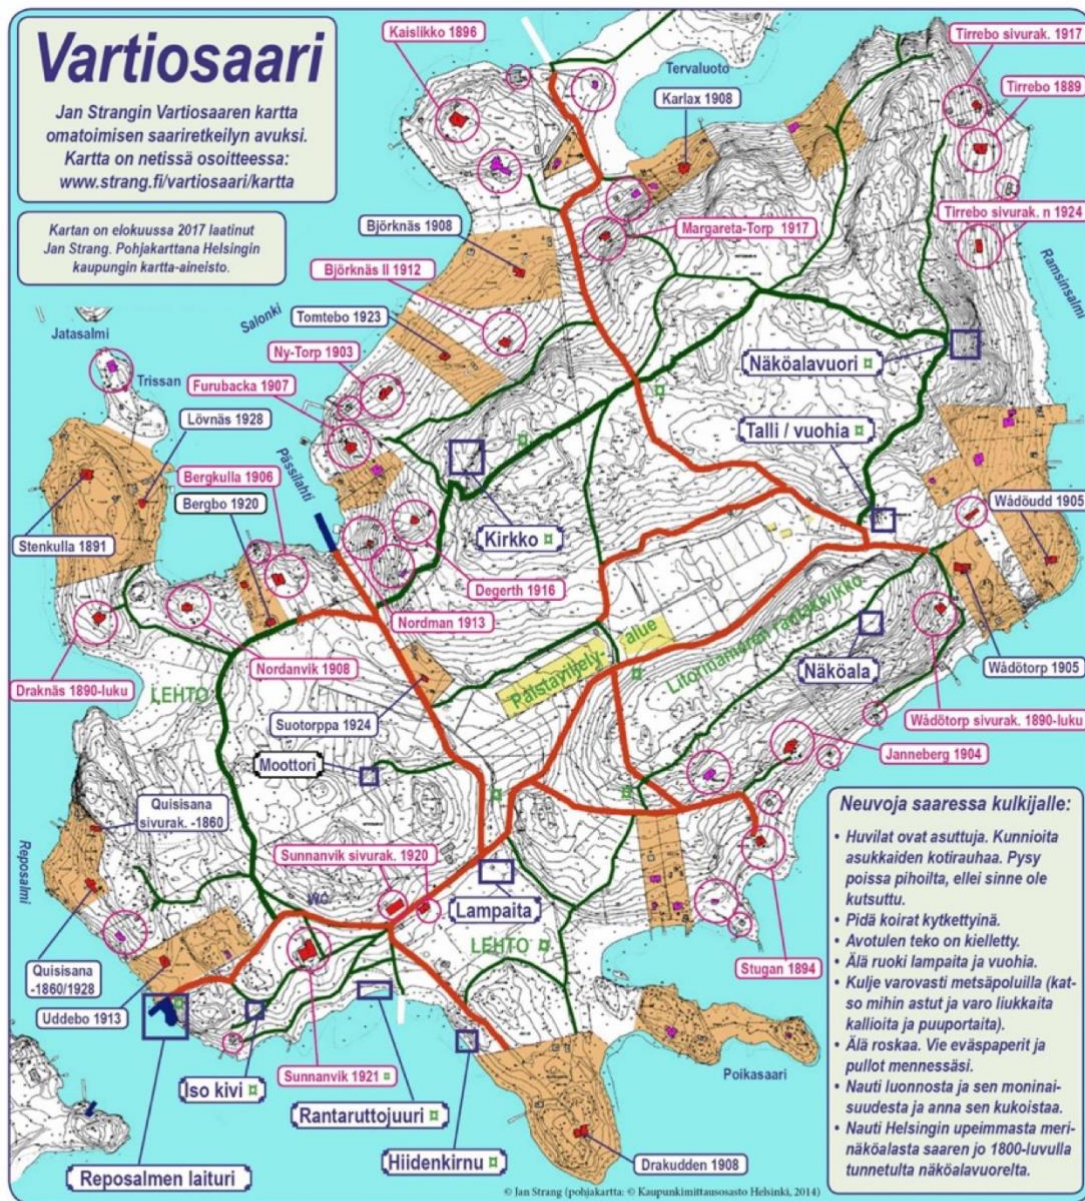 Vartiosaari
Jan Strangin Vartiosaaren kartta
omatoimisen saariretkeilyn avuksi.
Kartta on netissä osoitteessa:
www.strang.fi/vartiosaari/kartta
Kartan on elokuussa 2017 laatinut
Jan Strang. Pohjakarttana Helsingin
kaupungin kartta-aineisto.
Kaislikko 1896
Tervaluoto
Karlax 1908
Tirrebo sivurak. 1917
Tirrebo 1889
Tirrebo sivurak. n 1924
Margareta-Torp 1917
Björknäs 1908
Björknäs II 1912
Salonki
Tomtebo 1923
Ramsinsalmi
Jatasalmi
Trissan
Ny-Torp 1903
Furubacka 1907
Lövnäs 1928
Pässilahti
Bergkulla 1906
Bergbo 1920
Stenkulla 1891
Näköalavuori ¤
Talli / vuohia ¤
Kirkko ¤
Degerth 1916
Nordman 1913
Wådöudd 1905
Draknäs 1890-luku
Nordanvik 1908
LEHTO
Suotorppa 1924
Moottori
Palstaviljely-
alue
Litorinameren rantakivikko
Näköala
Wådötorp 1905
Wådötorp sivurak. 1890-luku
Janneberg 1904
Quisisana
sivurak. -1860
Reposalmi
Sunnanvik sivurak. 1920
WC
Lampaita
LEHTO ¤
Stugan 1894
Quisisana
-1860/1928
Uddebo 1913
Iso kivi ¤
Sunnanvik 1921 ¤
Rantaruttojuuri ¤
Hiidenkirnu ¤
Reposalmen laituri
Poikasaari
Drakudden 1908
Neuvoja saaressa kulkijalle:
• Huvilat ovat asuttuja. Kunnioita
asukkaiden kotirauhaa. Pysy
poissa pihoilta, ellei sinne ole
kutsuttu.
• Pidä koirat kytkettyinä.
• Avotulen teko on kielletty.
• Älä ruoki lampaita ja vuohia.
• Kulje varovasti metsäpoluilla (kat-
so mihin astut ja varo liukkaita
kallioita ja puuportaita).
• Älä roskaa. Vie eväspaperit ja
pullot mennessäsi.
• Nauti luonnosta ja sen moninai-
suudesta ja anna sen kukoistaa.
• Nauti Helsingin upeimmasta meri-
näköalasta saaren jo 1800-luvulla
tunnetulta näköalavuorelta.
© Jan Strang (pohjakartta: © Kaupunkimittausosasto Helsinki, 2014)